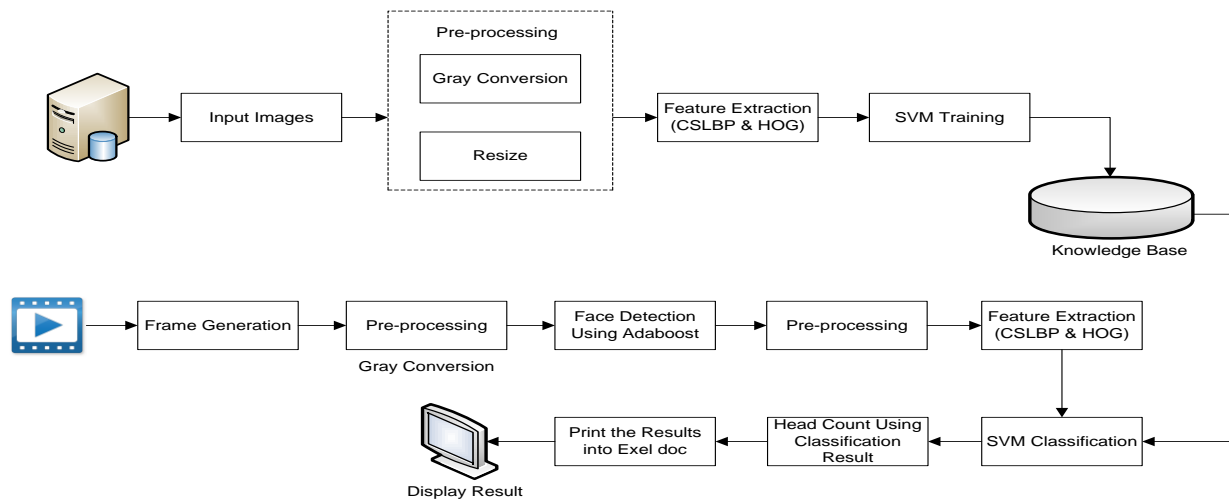 Pre-processing
Gray Conversion
Resize
Input Images
Feature Extraction
(CSLBP & HOG)
SVM Training
Knowledge Base
Frame Generation
Pre-processing
Gray Conversion
Face Detection
Using Adaboost
Pre-processing
Feature Extraction
(CSLBP & HOG)
SVM Classification
Head Count Using
Classification
Result
Print the Results
into Exel doc
Display Result